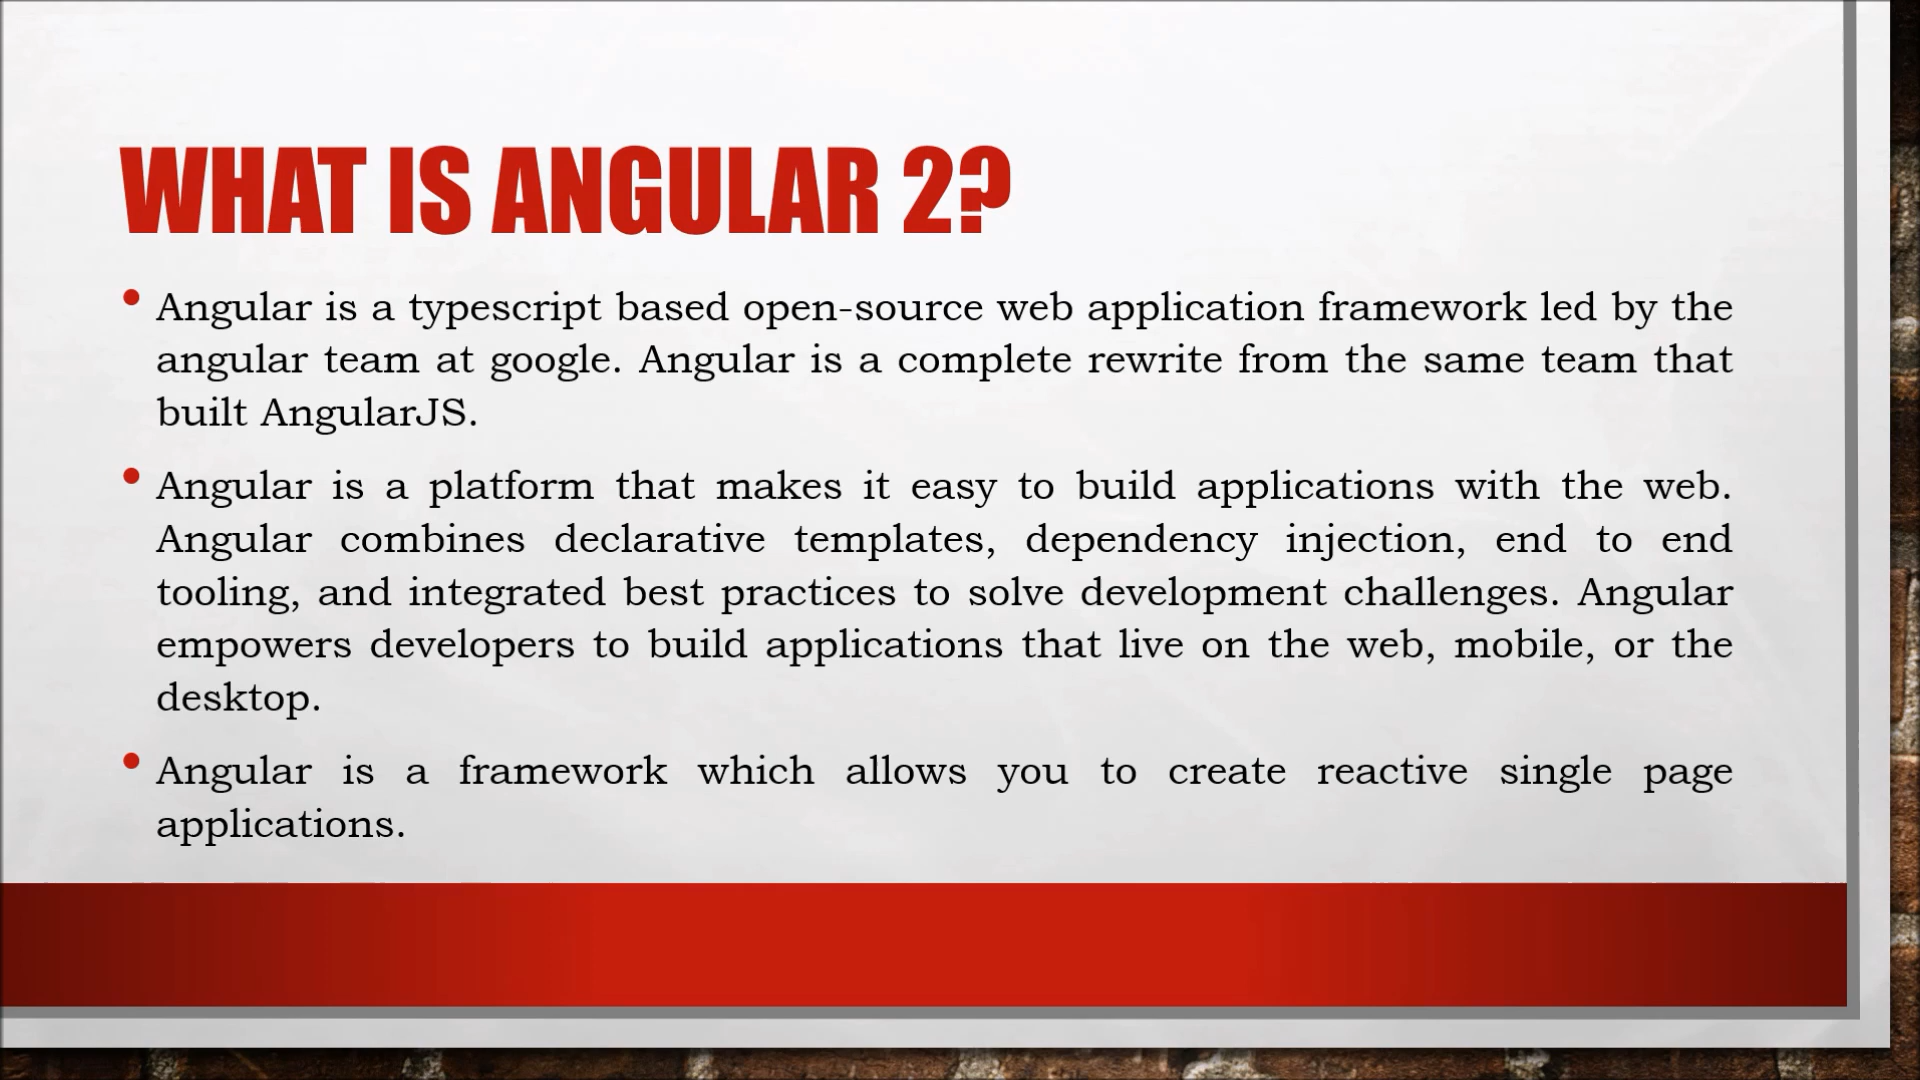 WHAT IS ANGULAR 2?
• Angular is a typescript based open-source web application framework led by the
angular team at google. Angular is a complete rewrite from the same team that
built AngularJS.
• Angular is a platform that makes it easy to build applications with the web.
Angular combines declarative templates, dependency injection, end to end
tooling, and integrated best practices to solve development challenges. Angular
empowers developers to build applications that live on the web, mobile, or the
desktop.
• Angular is a framework which allows you to create reactive single page
applications.